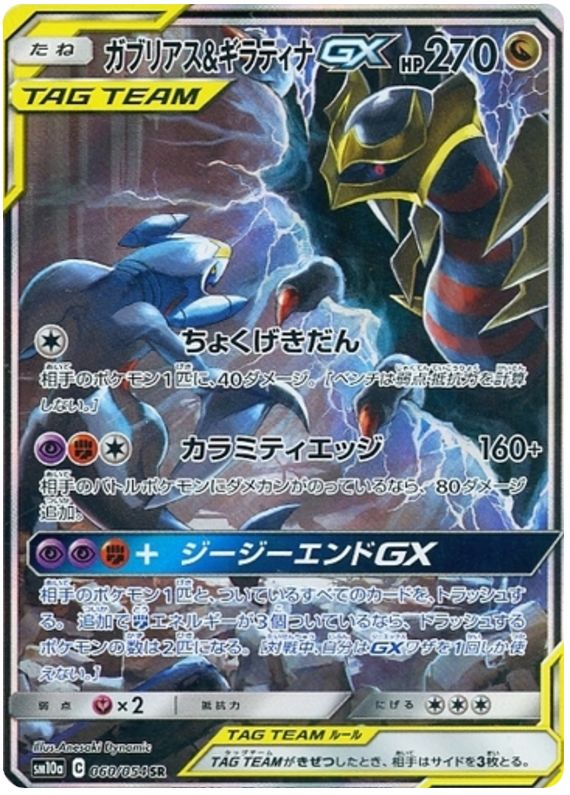 たね ガブリアス&ギラティナGX HP270
TAG TEAM
ちょくげきだん
相手のポケモン1匹に、40ダメージ。[ベンチは弱点・抵抗力を計算
しない。]
カラミティエッジ 160+
相手のバトルポケモンにダメカンがのっているなら、80ダメージ
追加。
+ ジージーエンドGX
相手のポケモン1匹と、ついているすべてのカードを、トラッシュす
る。追加でエネルギーが3個ついているなら、トラッシュする
ポケモンの数は2匹になる。[対戦中、自分はGXワザを1回しか使
えない。]
弱点 ×2 抵抗力 にげる
TAG TEAM ルール
Illus.Anesaki Dynamic
sm10a C 060/054 SR
TAG TEAMがきぜつしたとき、相手はサイドを3枚とる。